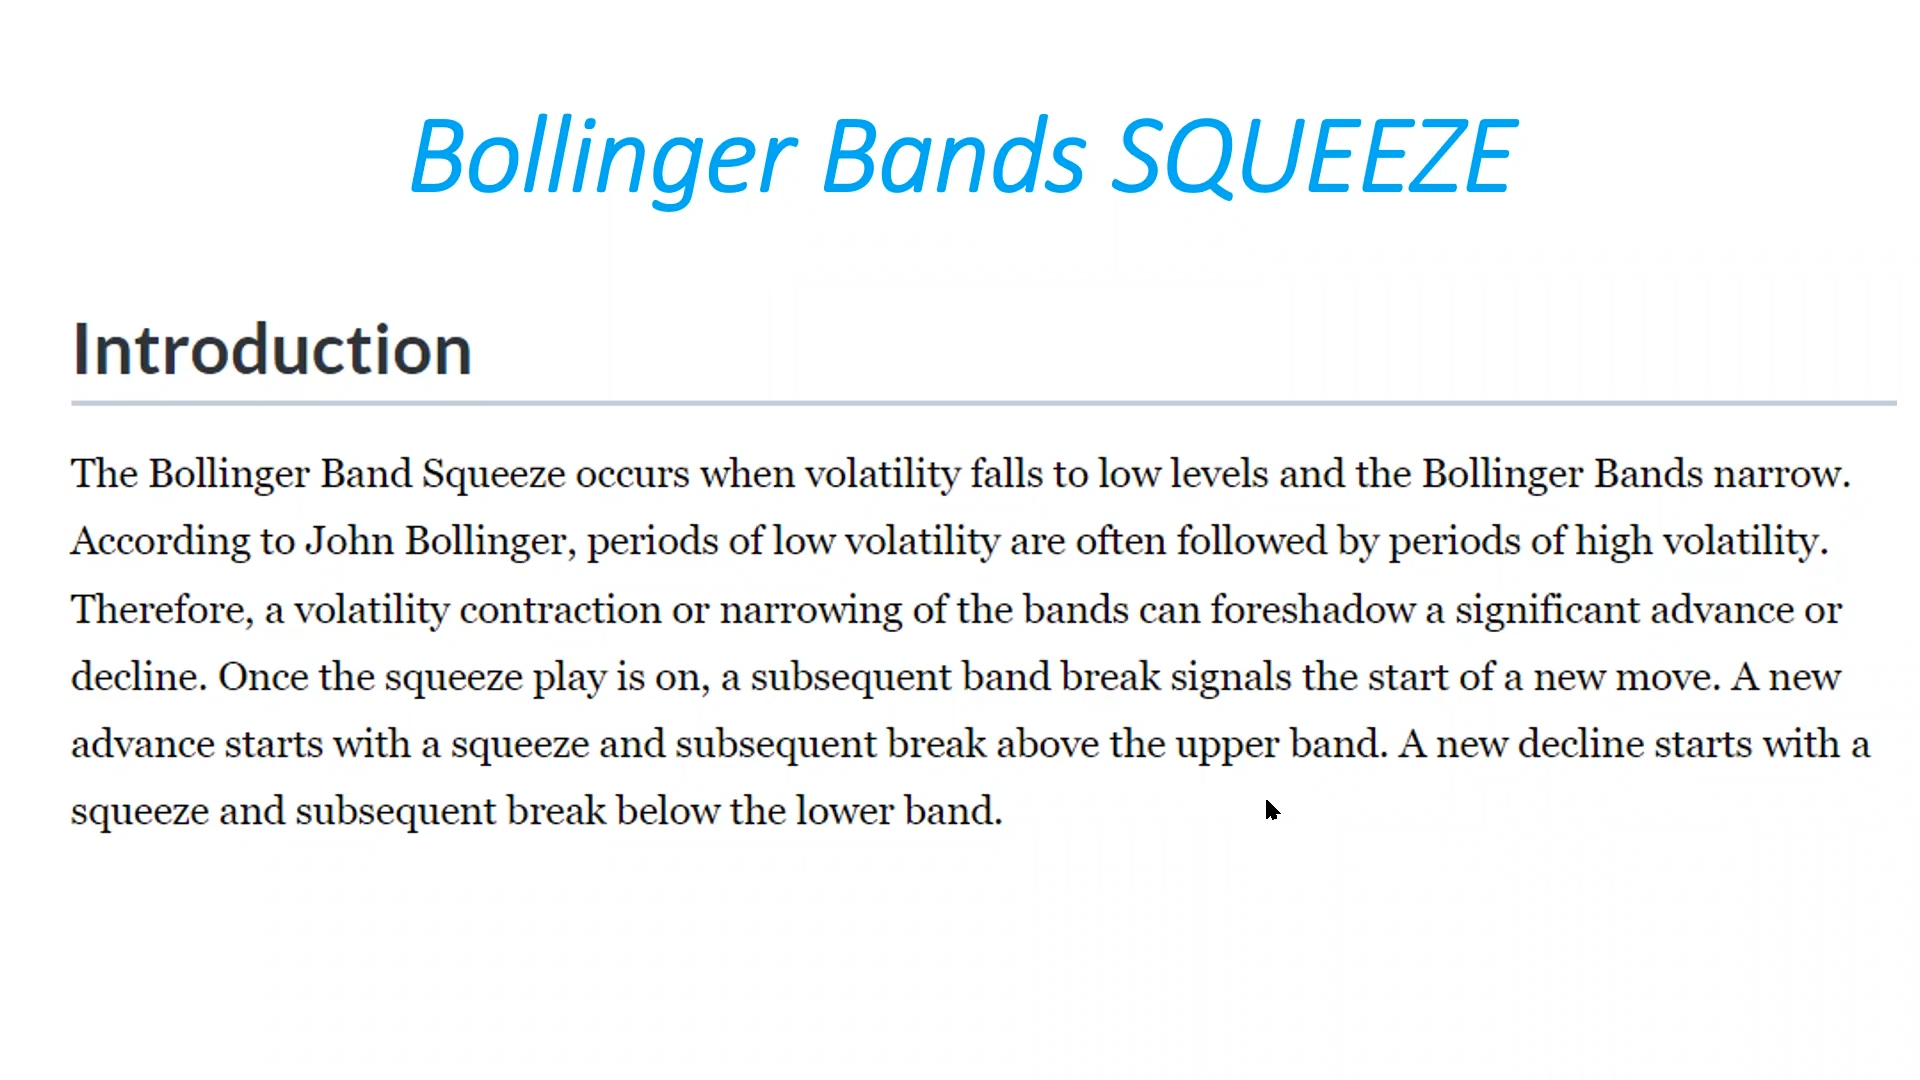 Bollinger Bands SQUEEZE
Introduction
The Bollinger Band Squeeze occurs when volatility falls to low levels and the Bollinger Bands narrow.
According to John Bollinger, periods of low volatility are often followed by periods of high volatility.
Therefore, a volatility contraction or narrowing of the bands can foreshadow a significant advance or
decline. Once the squeeze play is on, a subsequent band break signals the start of a new move. A new
advance starts with a squeeze and subsequent break above the upper band. A new decline starts with a
squeeze and subsequent break below the lower band.